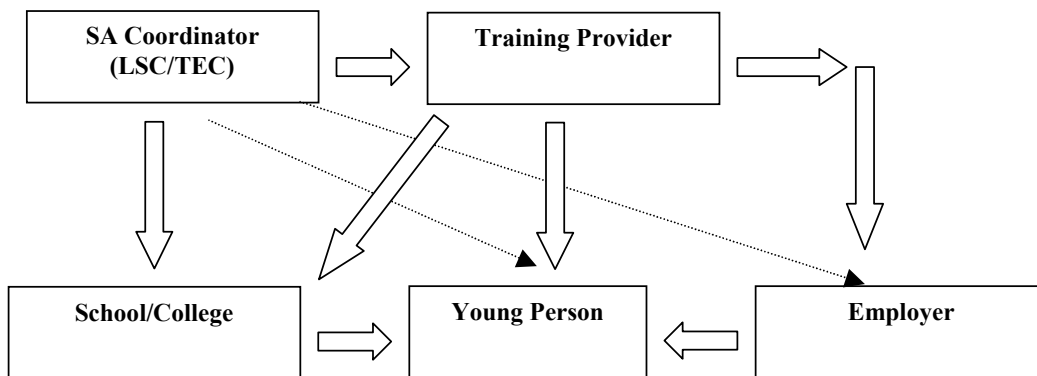 SA Coordinator
(LSC/TEC)
Training Provider
School/College
Young Person
Employer